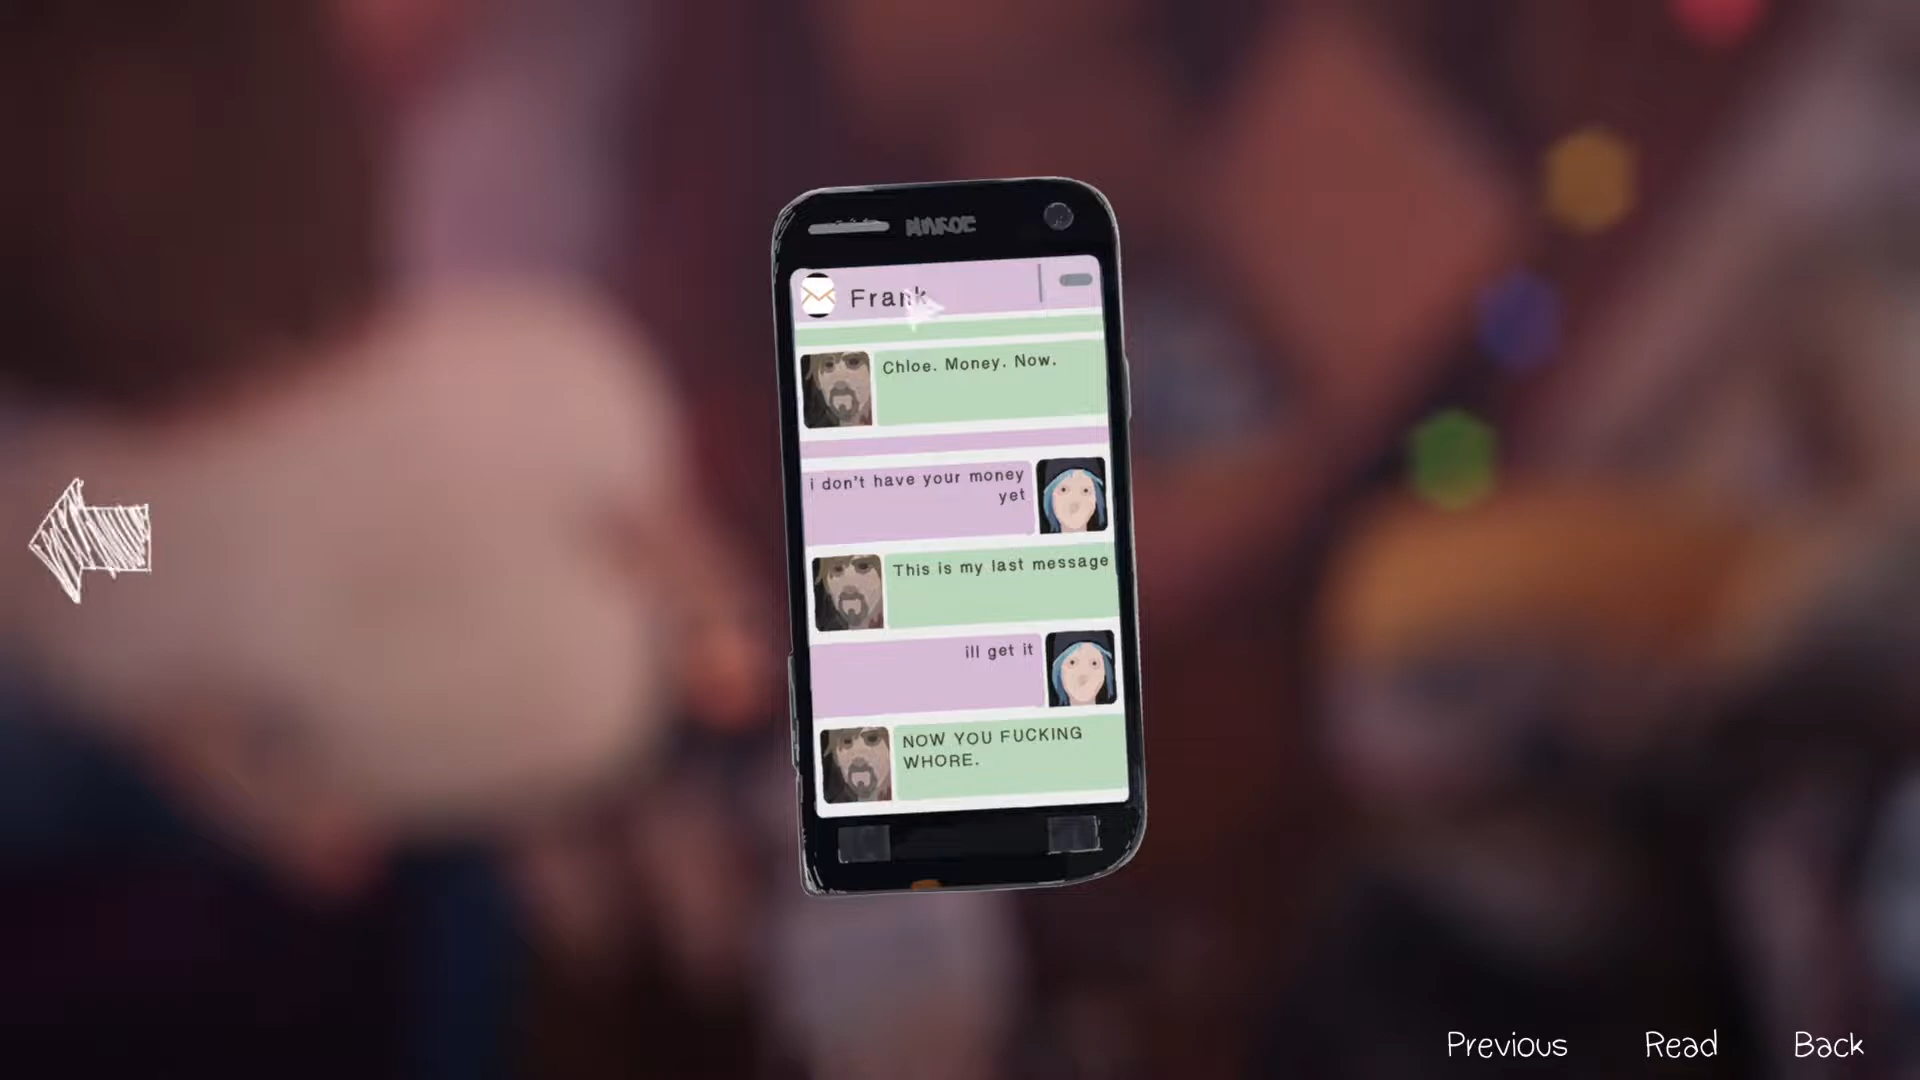 Frank
Chloe. Money. Now.
i don't have your money
yet
This is my last message
ill get it
NOW YOU FUCKING
WHORE.
Previous Read Back